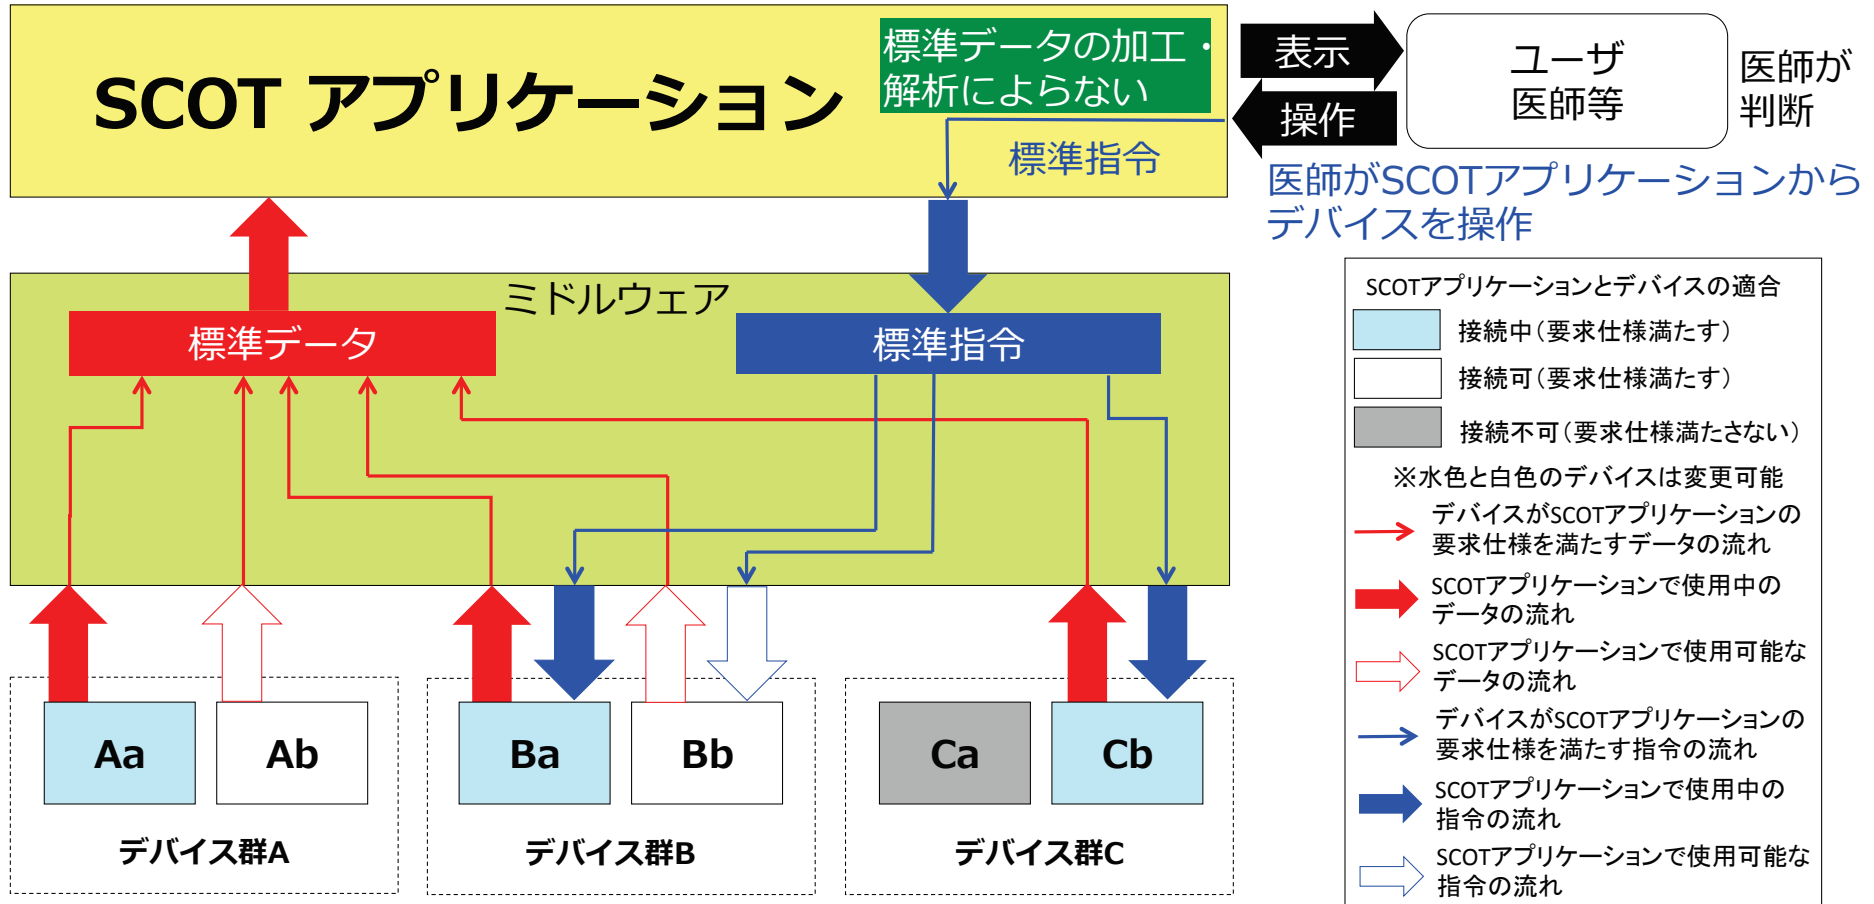 SCOT アプリケーション
標準データの加工・
解析によらない
標準指令
表示
操作
ユーザ
医師等
医師が
判断
医師がSCOTアプリケーションから
デバイスを操作
ミドルウェア
標準データ
標準指令
Aa
Ab
デバイス群A
Ba
Bb
デバイス群B
Ca
Cb
デバイス群C
SCOTアプリケーションとデバイスの適合
接続中(要求仕様満たす)
接続可(要求仕様満たす)
接続不可(要求仕様満たさない)
※水色と白色のデバイスは変更可能
デバイスがSCOTアプリケーションの
要求仕様を満たすデータの流れ
SCOTアプリケーションで使用中の
データの流れ
SCOTアプリケーションで使用可能な
データの流れ
デバイスがSCOTアプリケーションの
要求仕様を満たす指令の流れ
SCOTアプリケーションで使用中の
指令の流れ
SCOTアプリケーションで使用可能な
指令の流れ